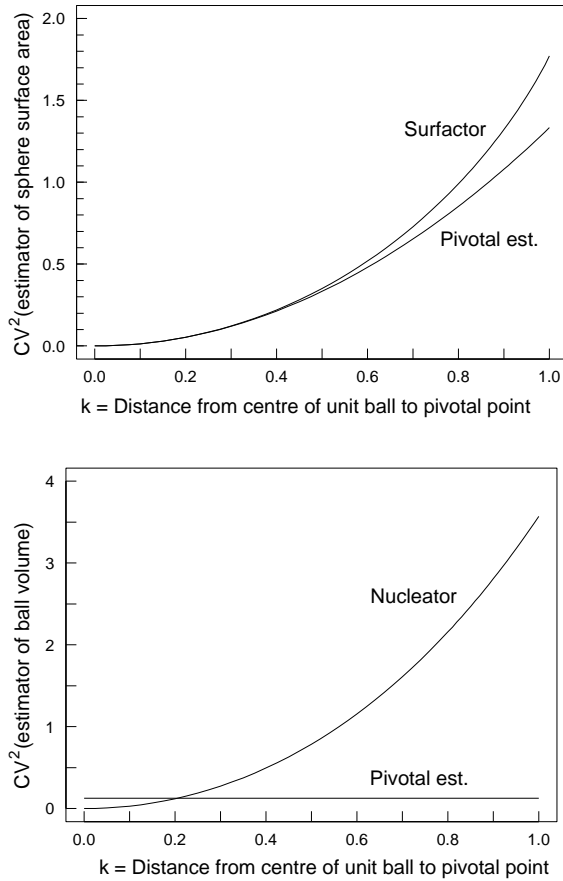 CV²(estimator of sphere surface area)
2.0
1.5
1.0
0.5
0.0
Surfactor
Pivotal est.
0.0 0.2 0.4 0.6 0.8 1.0
k = Distance from centre of unit ball to pivotal point
CV²(estimator of ball volume)
4
3
2
1
0
Nucleator
Pivotal est.
0.0 0.2 0.4 0.6 0.8 1.0
k = Distance from centre of unit ball to pivotal point